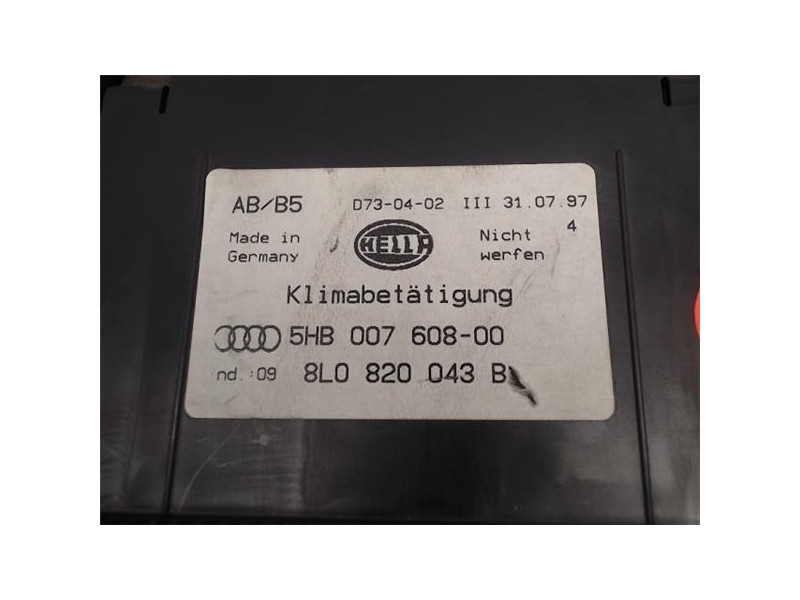 AB/B5 D73-04-02 III 31.07.97
4
Made in Germany
HELLA
Nicht werfen
Klimabetätigung
5HB 007 608-00
nd.:09 8L0 820 043 B